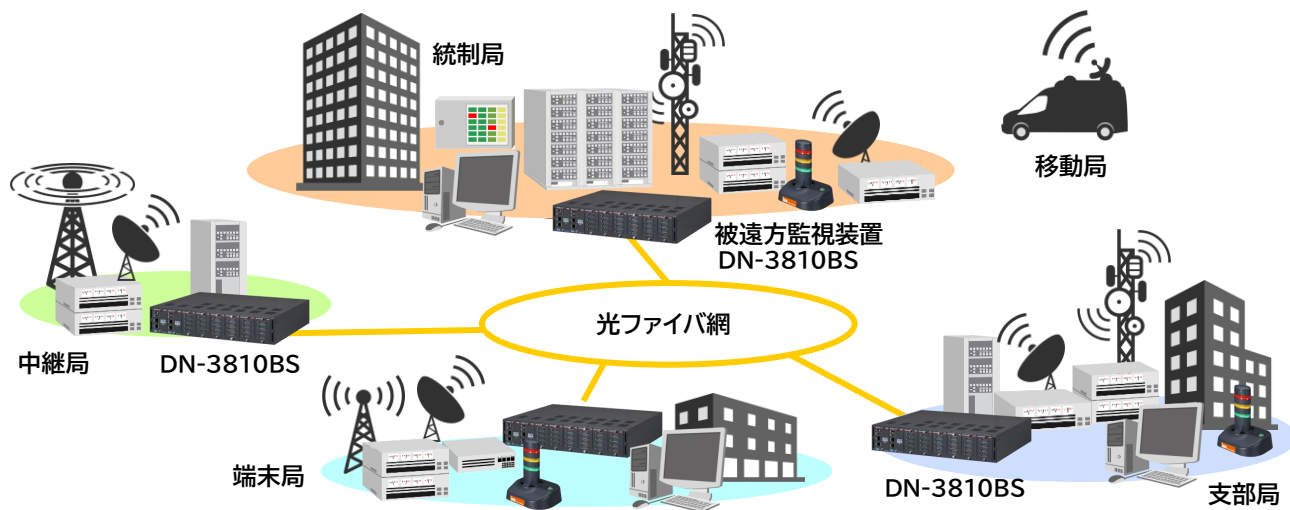 統制局
移動局
被遠方監視装置
DN-3810BS
光ファイバ網
中継局
DN-3810BS
端末局
DN-3810BS
支部局